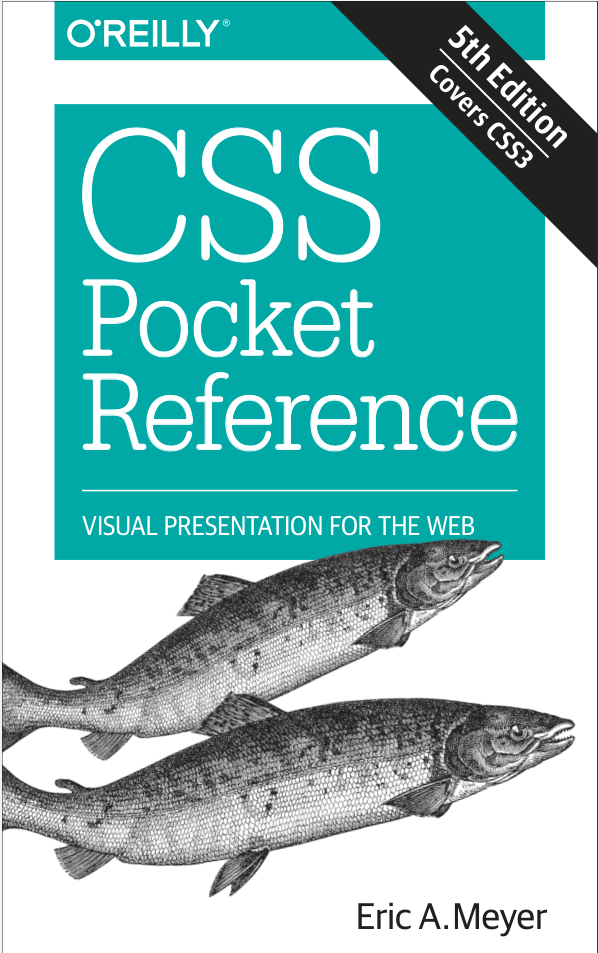 O'REILLY®
5th Edition
Covers CSS3
CSS
Pocket
Reference
VISUAL PRESENTATION FOR THE WEB
Eric A. Meyer